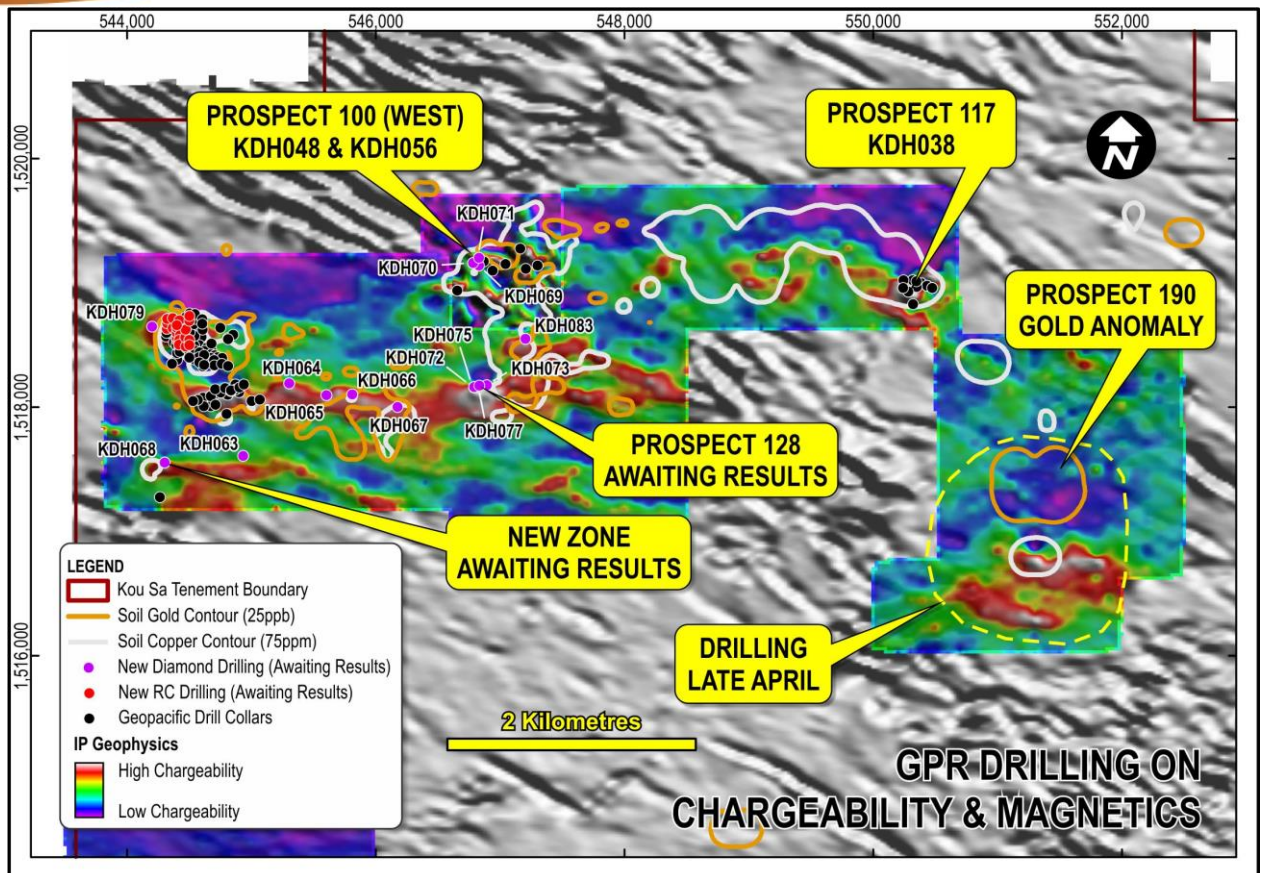 544,000
546,000
548,000
550,000
552,000
1,520,000
1,518,000
1,516,000
PROSPECT 100 (WEST)
KDH048 & KDH056
PROSPECT 117
KDH038
N
KDH071
KDH070
KDH069
PROSPECT 190
GOLD ANOMALY
KDH079
KDH075
KDH083
KDH072
KDH064
KDH066
KDH073
KDH065
KDH067
KDH077
KDH063
KDH068
PROSPECT 128
AWAITING RESULTS
NEW ZONE
AWAITING RESULTS
DRILLING
LATE APRIL
LEGEND
Kou Sa Tenement Boundary
Soil Gold Contour (25ppb)
Soil Copper Contour (75ppm)
New Diamond Drilling (Awaiting Results)
New RC Drilling (Awaiting Results)
Geopacific Drill Collars
IP Geophysics
High Chargeability
Low Chargeability
2 Kilometres
GPR DRILLING ON
CHARGEABILITY & MAGNETICS